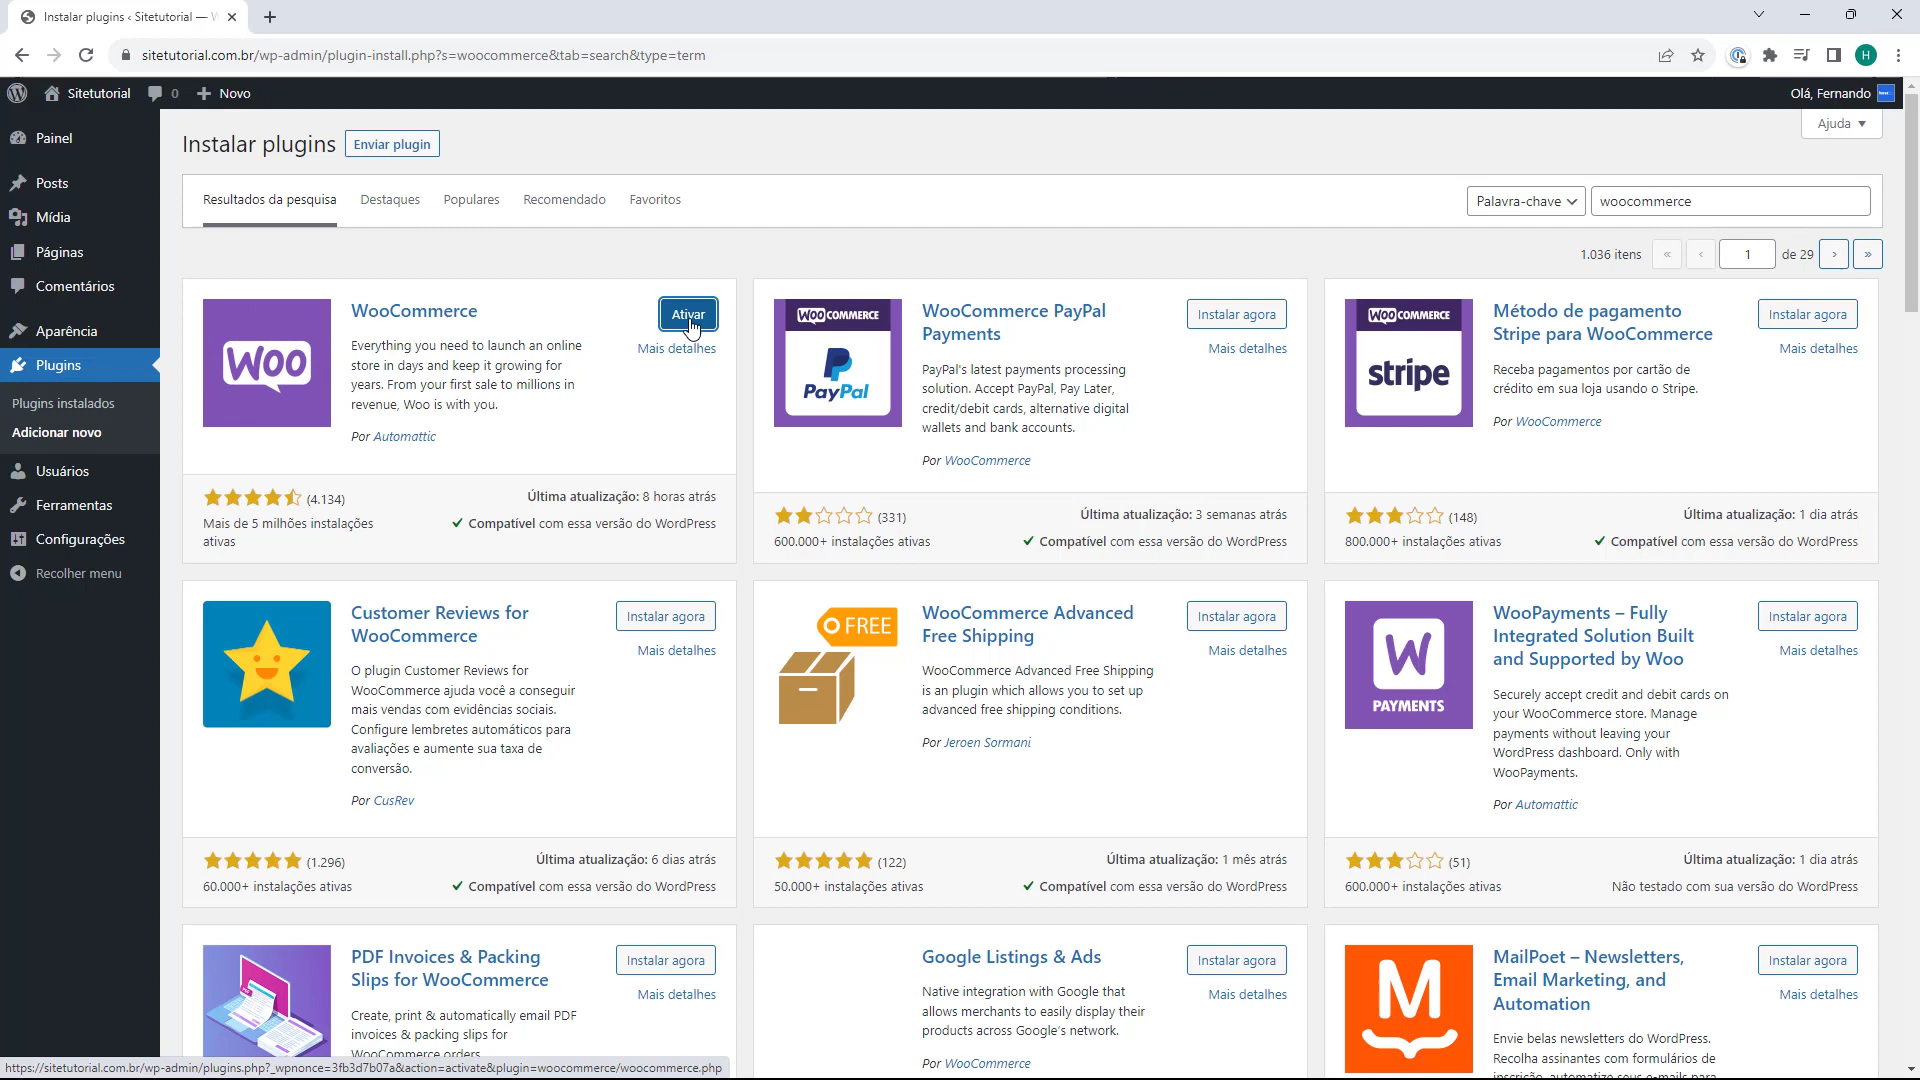 Instalar plugins ‹ Sitetutorial — W
sitetutorial.com.br/wp-admin/plugin-install.php?s=woocommerce&tab=search&type=term
H
Sitetutorial
0
Novo
Olá, Fernando
Painel
Posts
Mídia
Páginas
Comentários
Aparência
Plugins
Plugins instalados
Adicionar novo
Usuários
Ferramentas
Configurações
Recolher menu
Ajuda
Instalar plugins
Enviar plugin
Resultados da pesquisa
Destaques
Populares
Recomendado
Favoritos
Palavra-chave
woocommerce
1.036 itens
«
‹
1
de 29
›
»
WOO
WooCommerce
Ativar
Mais detalhes
Everything you need to launch an online
store in days and keep it growing for
years. From your first sale to millions in
revenue, Woo is with you.
Por Automattic
(4.134)
Última atualização: 8 horas atrás
Mais de 5 milhões instalações
ativas
Compatível com essa versão do WordPress
WOO COMMERCE
PayPal
WooCommerce PayPal
Payments
Instalar agora
Mais detalhes
PayPal's latest payments processing
solution. Accept PayPal, Pay Later,
credit/debit cards, alternative digital
wallets and bank accounts.
Por WooCommerce
(331)
Última atualização: 3 semanas atrás
600.000+ instalações ativas
Compatível com essa versão do WordPress
WOO COMMERCE
stripe
Método de pagamento
Stripe para WooCommerce
Instalar agora
Mais detalhes
Receba pagamentos por cartão de
crédito em sua loja usando o Stripe.
Por WooCommerce
(148)
Última atualização: 1 dia atrás
800.000+ instalações ativas
Compatível com essa versão do WordPress
Customer Reviews for
WooCommerce
Instalar agora
Mais detalhes
O plugin Customer Reviews for
WooCommerce ajuda você a conseguir
mais vendas com evidências sociais.
Configure lembretes automáticos para
avaliações e aumente sua taxa de
conversão.
Por CusRev
(1.296)
Última atualização: 6 dias atrás
60.000+ instalações ativas
Compatível com essa versão do WordPress
FREE
WooCommerce Advanced
Free Shipping
Instalar agora
Mais detalhes
WooCommerce Advanced Free Shipping
is an plugin which allows you to set up
advanced free shipping conditions.
Por Jeroen Sormani
(122)
Última atualização: 1 mês atrás
50.000+ instalações ativas
Compatível com essa versão do WordPress
W
PAYMENTS
WooPayments – Fully
Integrated Solution Built
and Supported by Woo
Instalar agora
Mais detalhes
Securely accept credit and debit cards on
your WooCommerce store. Manage
payments without leaving your
WordPress dashboard. Only with
WooPayments.
Por Automattic
(51)
Última atualização: 1 dia atrás
600.000+ instalações ativas
Não testado com sua versão do WordPress
PDF Invoices & Packing
Slips for WooCommerce
Instalar agora
Mais detalhes
Create, print & automatically email PDF
invoices & packing slips for
WooCommerce orders.
Google Listings & Ads
Instalar agora
Mais detalhes
Native integration with Google that
allows merchants to easily display their
products across Google's network.
Por WooCommerce
M
MailPoet – Newsletters,
Email Marketing, and
Automation
Instalar agora
Mais detalhes
Envie belas newsletters do WordPress.
Recolha assinantes com formulários de
inscrição, automatize seus e-mails para
https://sitetutorial.com.br/wp-admin/plugins.php?_wpnonce=3fb3d7b07a&action=activate&plugin=woocommerce/woocommerce.php